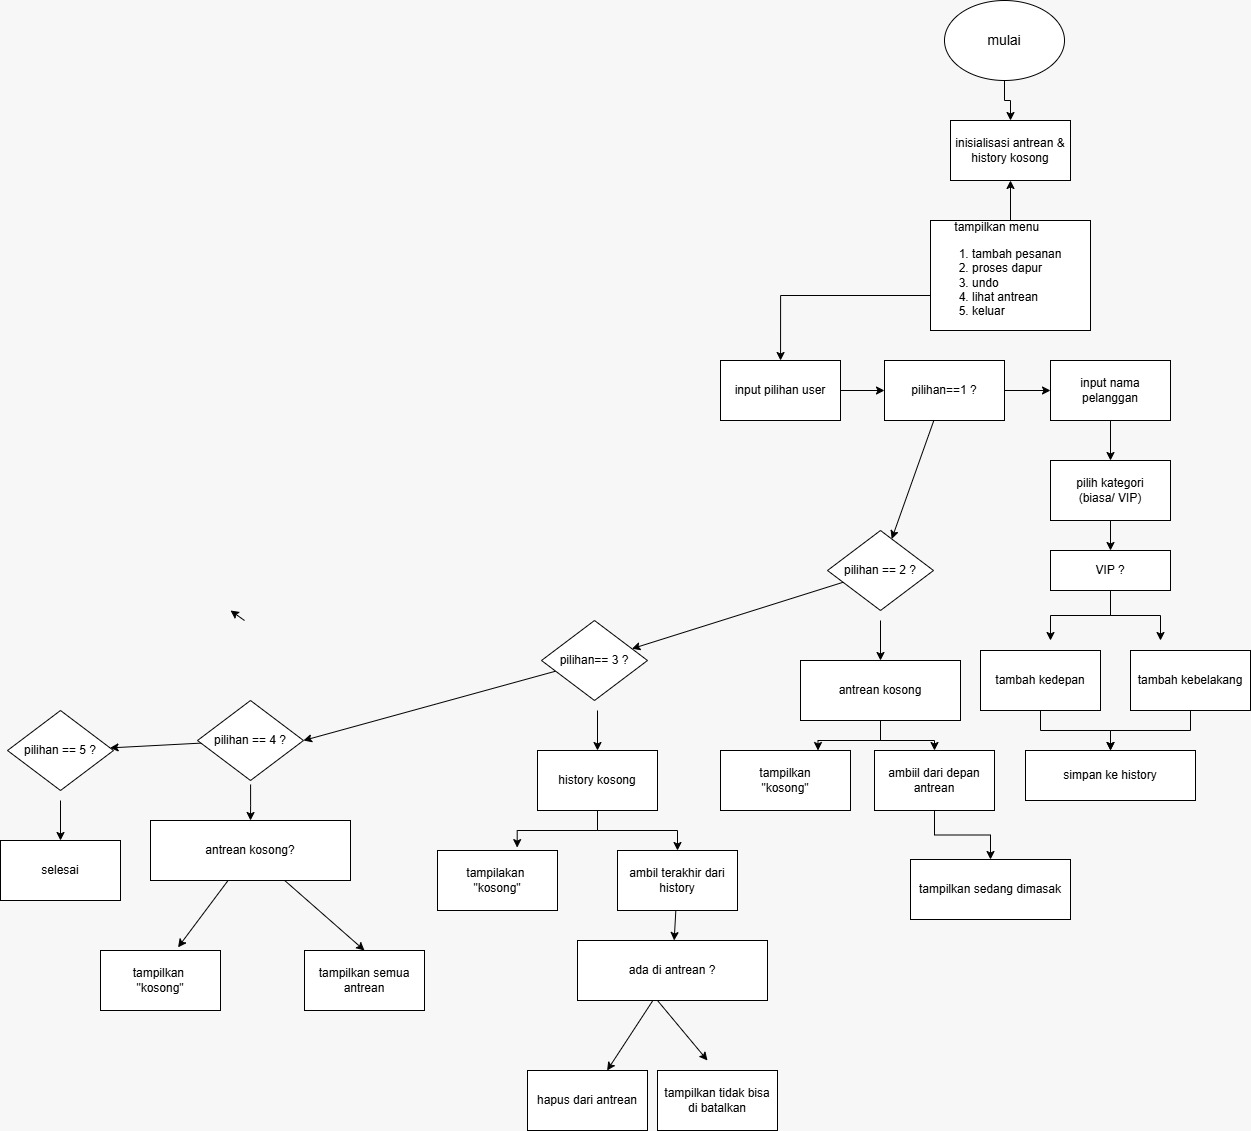 mulai
inisialisasi antrean &
history kosong
tampilkan menu
1. tambah pesanan
2. proses dapur
3. undo
4. lihat antrean
5. keluar
input pilihan user
pilihan==1 ?
input nama
pelanggan
pilih kategori
(biasa/ VIP)
VIP ?
pilihan == 2 ?
pilihan== 3 ?
antrean kosong
tambah kedepan
tambah kebelakang
pilihan == 5 ?
pilihan == 4 ?
history kosong
tampilkan
"kosong"
ambiil dari depan
antrean
simpan ke history
selesai
antrean kosong?
tampilakan
"kosong"
ambil terakhir dari
history
tampilkan sedang dimasak
tampilkan
"kosong"
tampilkan semua
antrean
ada di antrean ?
hapus dari antrean
tampilkan tidak bisa
di batalkan